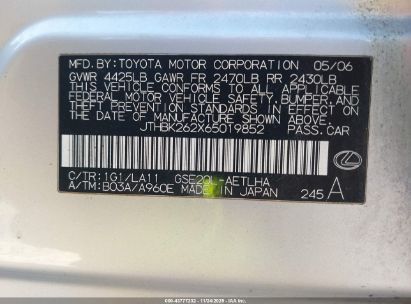 MFD. BY: TOYOTA MOTOR CORPORATION 05/06
GVWR 4425LB GAWR FR 2470LB RR 2430LB
THIS VEHICLE CONFORMS TO ALL APPLICABLE
FEDERAL MOTOR VEHICLE SAFETY, BUMPER, AND
THEFT PREVENTION STANDARDS IN EFFECT ON
THE DATE OF MANUFACTURE SHOWN ABOVE.
JTHBK262X65019852 PASS. CAR
C/TR: 1G1/LA11 GSE20L-AETLHA
A/TM: B03A/A960E MADE IN JAPAN 245 A